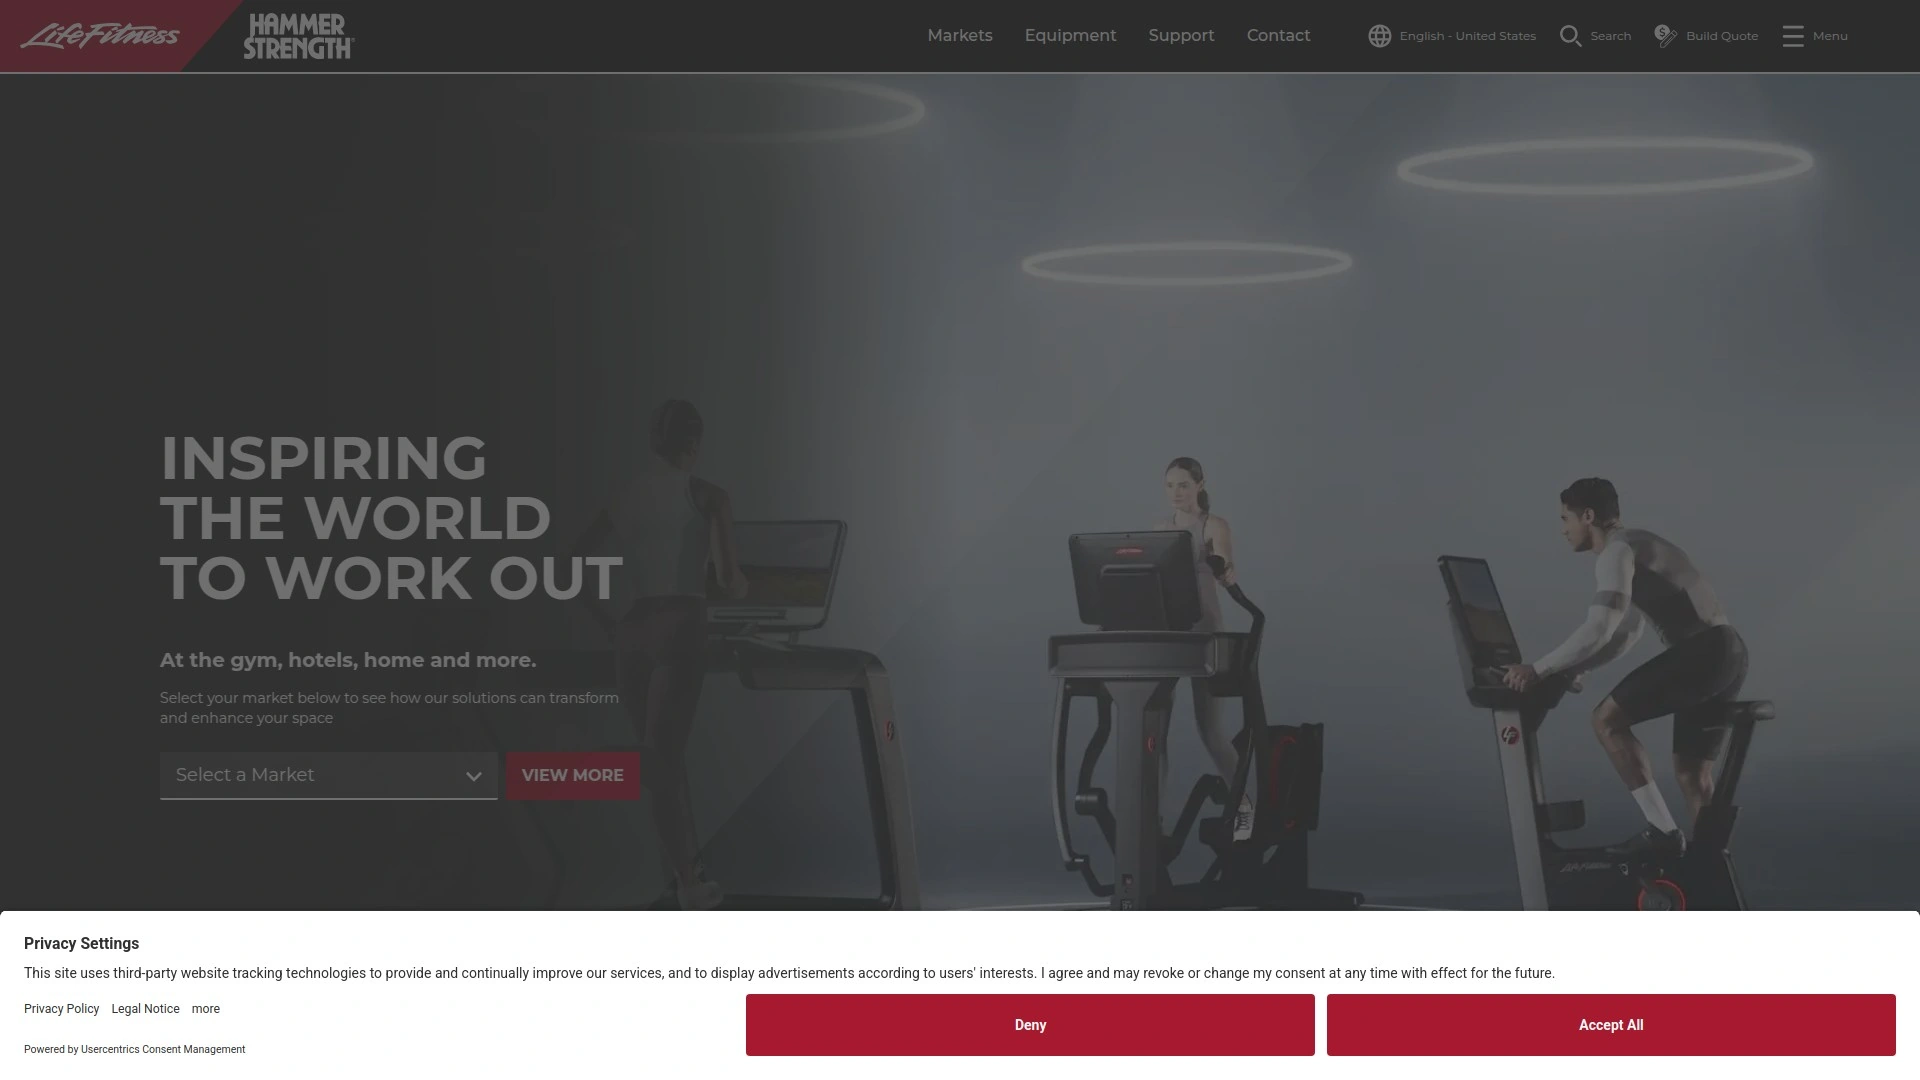 LifeFitness
HAMMER
STRENGTH
Markets
Equipment
Support
Contact
English - United States
Search
Build Quote
Menu
INSPIRING
THE WORLD
TO WORK OUT
At the gym, hotels, home and more.
Select your market below to see how our solutions can transform
and enhance your space
Select a Market
VIEW MORE
Privacy Settings
This site uses third-party website tracking technologies to provide and continually improve our services, and to display advertisements according to users' interests. I agree and may revoke or change my consent at any time with effect for the future.
Privacy Policy
Legal Notice
more
Deny
Accept All
Powered by Usercentrics Consent Management